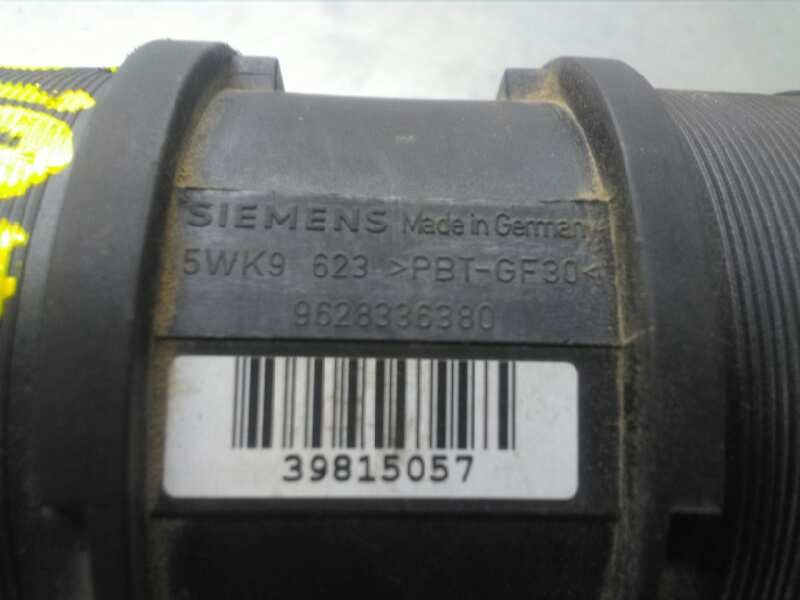 SIEMENS Made in Germany
5WK9 623 >PBT-GF30<
9628336380
39815057